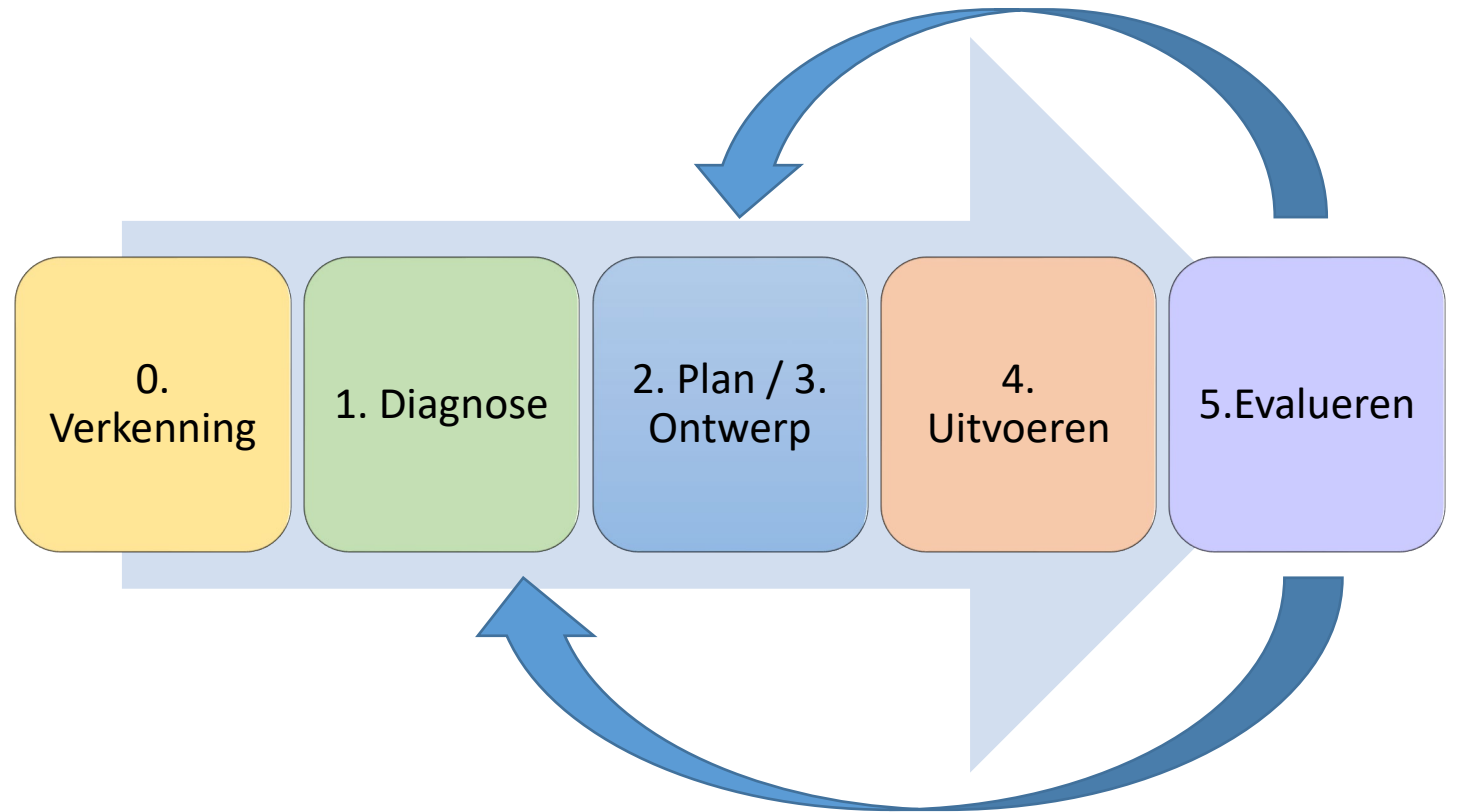 0.
Verkenning
1. Diagnose
2. Plan / 3.
Ontwerp
4.
Uitvoeren
5.Evalueren